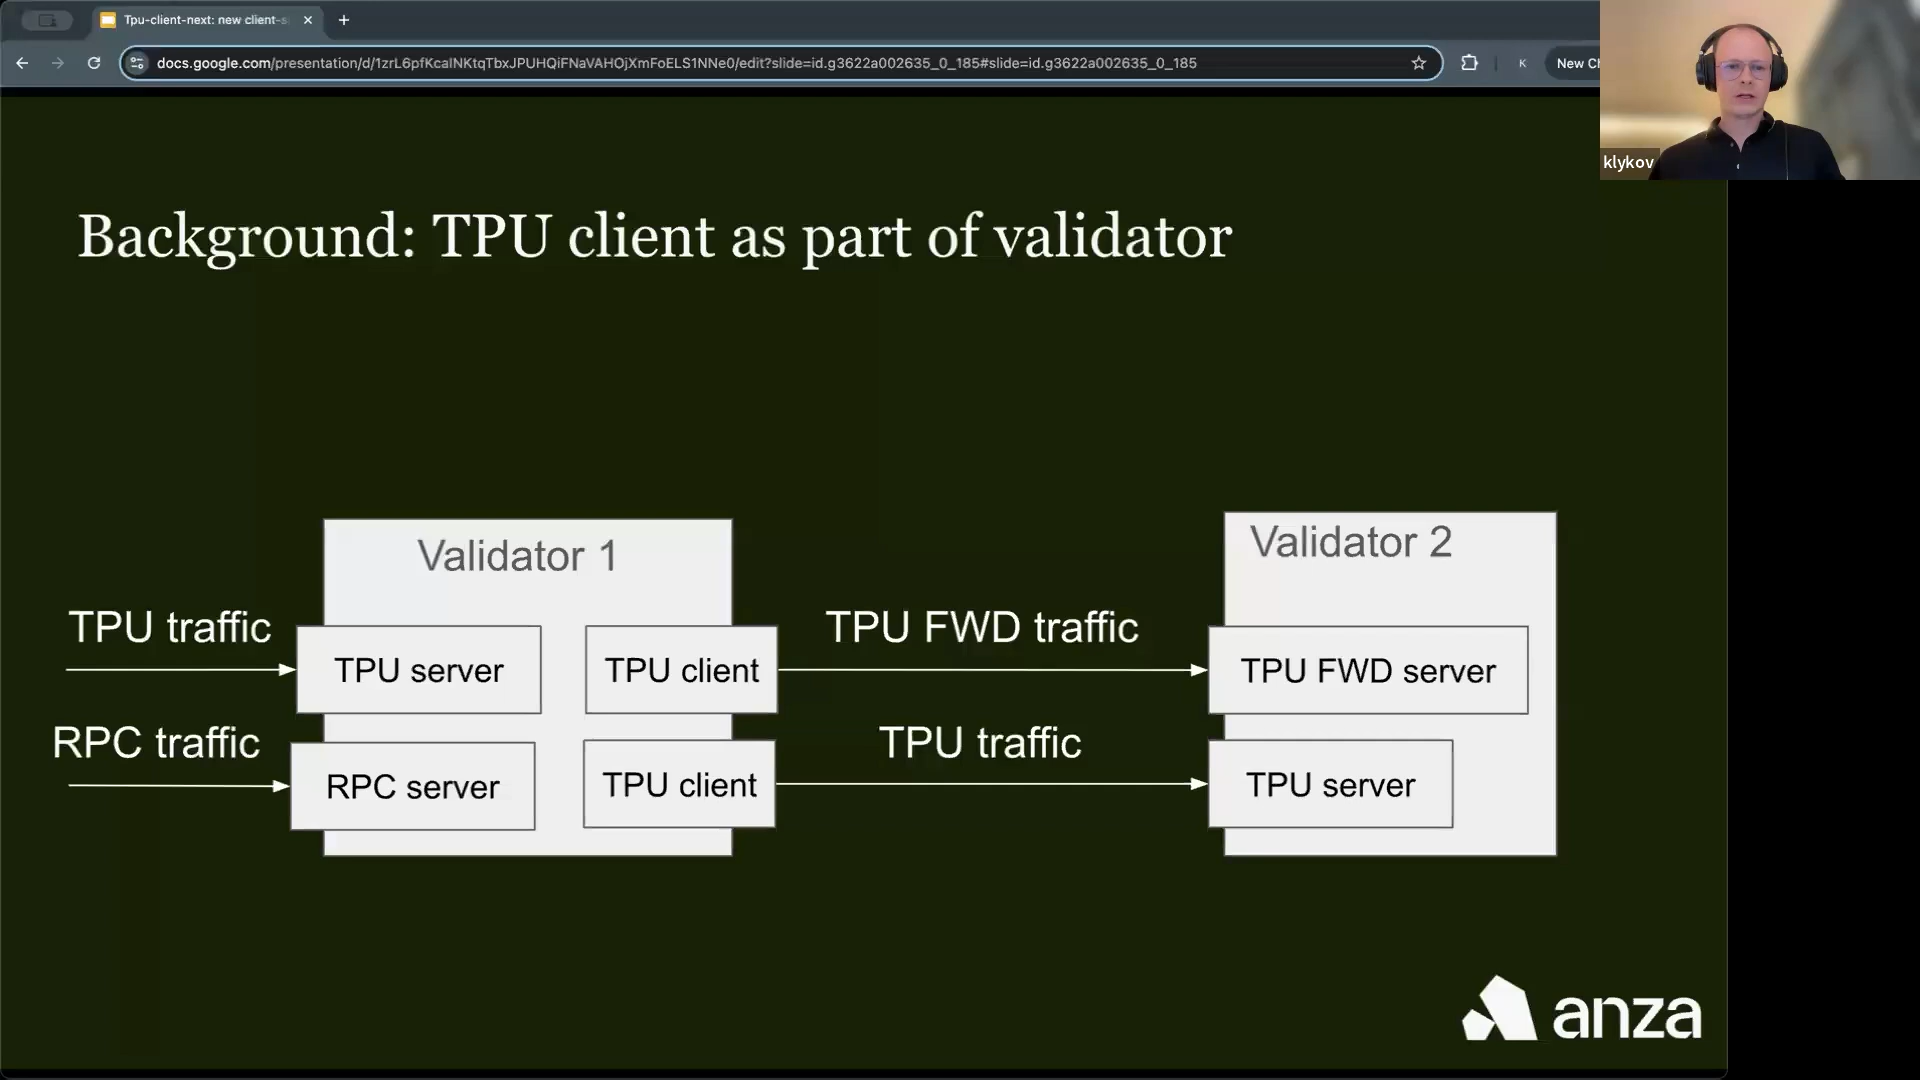 Tpu-client-next: new client-s
docs.google.com/presentation/d/1zrL6pfKcaINKtqTbxJPUHQiFNaVAHOjXmFoELS1NNe0/edit?slide=id.g3622a002635_0_185#slide=id.g3622a002635_0_185
K
New Ch
klykov
Background: TPU client as part of validator
Validator 1
Validator 2
TPU traffic
TPU server
TPU client
TPU FWD traffic
TPU FWD server
RPC traffic
RPC server
TPU client
TPU traffic
TPU server
anza